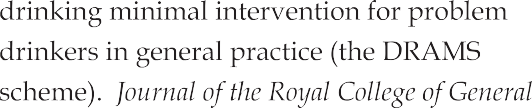 drinking minimal intervention for problem
drinkers in general practice (the DRAMS
scheme). Journal of the Royal College of General